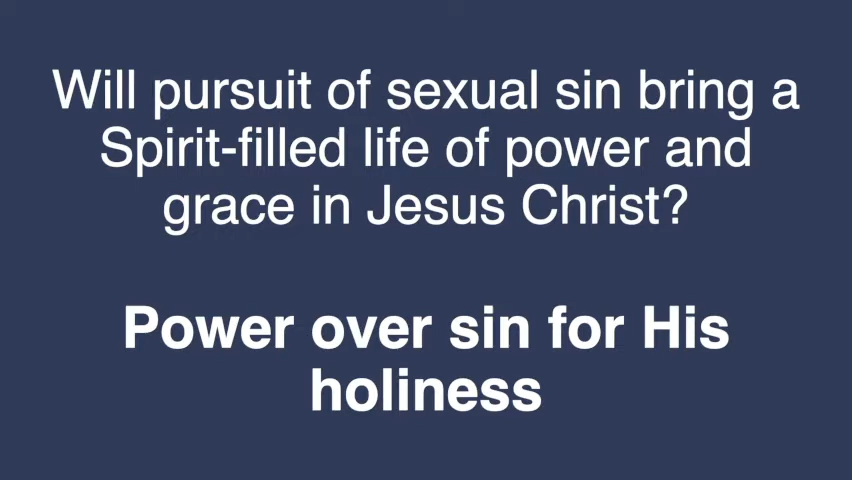 Will pursuit of sexual sin bring a
Spirit-filled life of power and
grace in Jesus Christ?
Power over sin for His
holiness